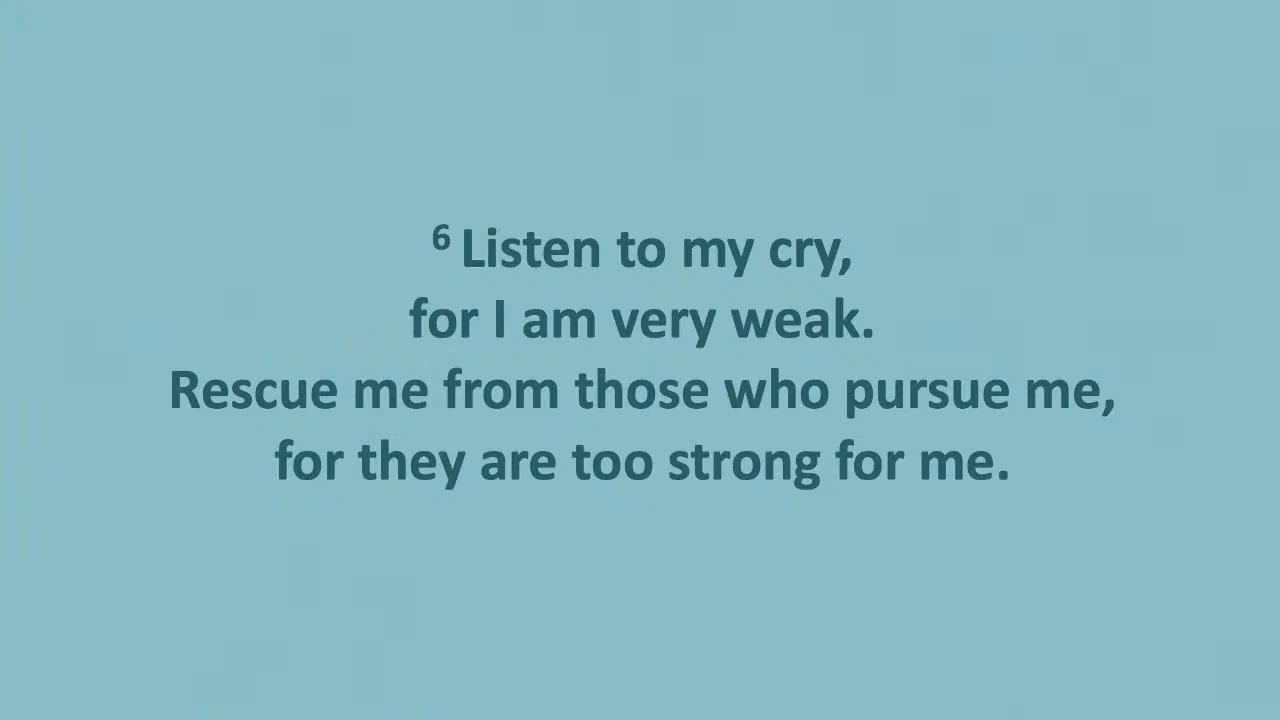 6 Listen to my cry,
for I am very weak.
Rescue me from those who pursue me,
for they are too strong for me.